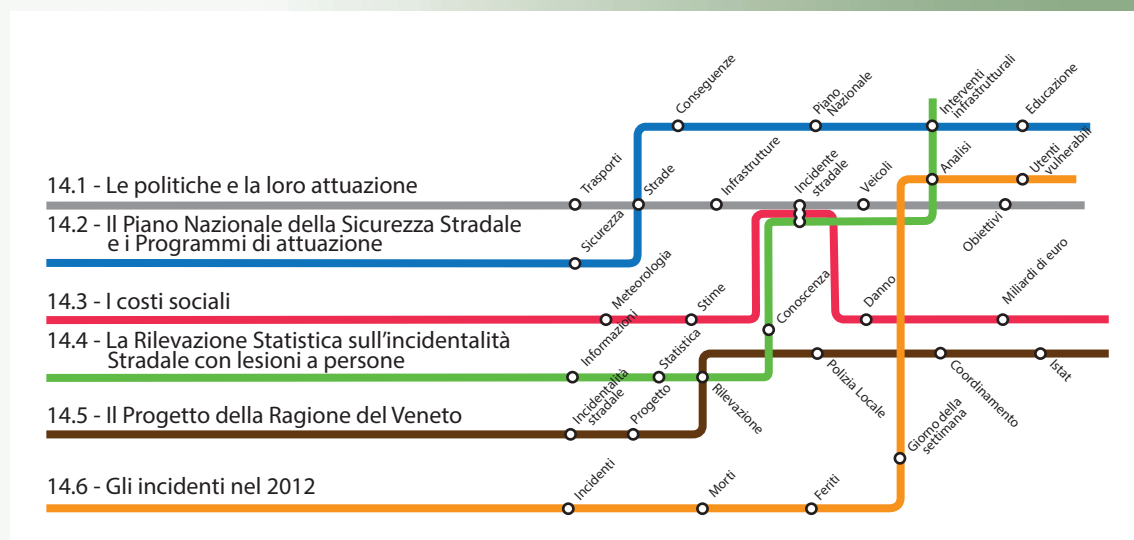 Conseguenze
Piano
Nazionale
Interventi
infrastrutturali
Educazione
14.1 - Le politiche e la loro attuazione
Trasporti
Strade
Infrastrutture
Incidente
stradale
Veicoli
Analisi
Utenti
vulnerabili
14.2 - Il Piano Nazionale della Sicurezza Stradale
e i Programmi di attuazione
Sicurezza
Obiettivi
14.3 - I costi sociali
Meteorologia
Stime
Conoscenza
Danno
Miliardi di euro
14.4 - La Rilevazione Statistica sull'incidentalità
Stradale con lesioni a persone
Informazioni
Statistica
Rilevazione
Polizia Locale
Coordinamento
Istat
14.5 - Il Progetto della Ragione del Veneto
Incidentalità
stradale
Progetto
Giorno della
settimana
14.6 - Gli incidenti nel 2012
Incidenti
Morti
Feriti